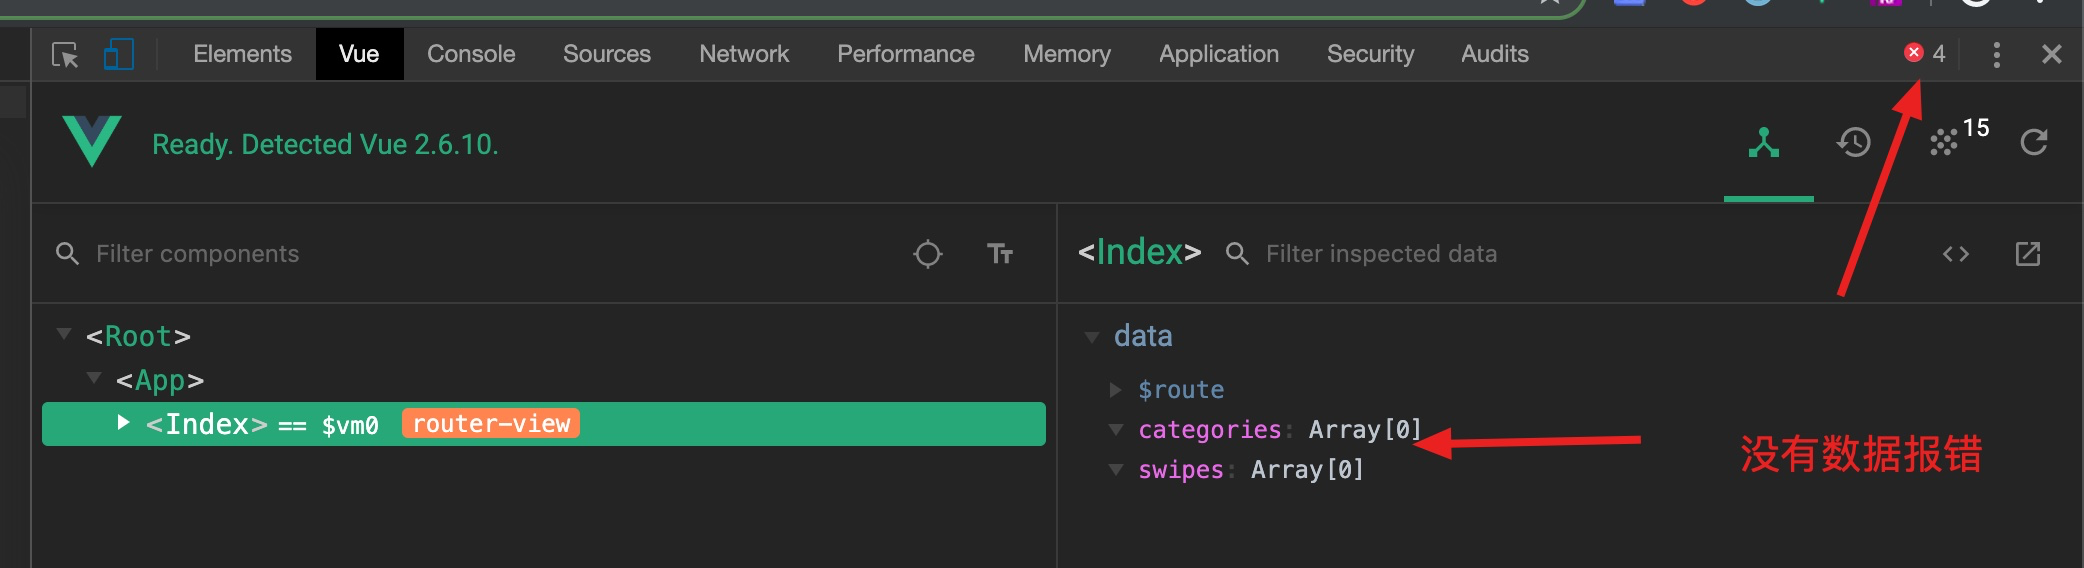 Elements Vue Console Sources Network Performance Memory Application Security Audits 4
Ready. Detected Vue 2.6.10.
15
Filter components
<Index> Filter inspected data
<Root>
<App>
<Index> == $vm0 router-view
data
$route
categories: Array[0]
swipes: Array[0]
没有数据报错